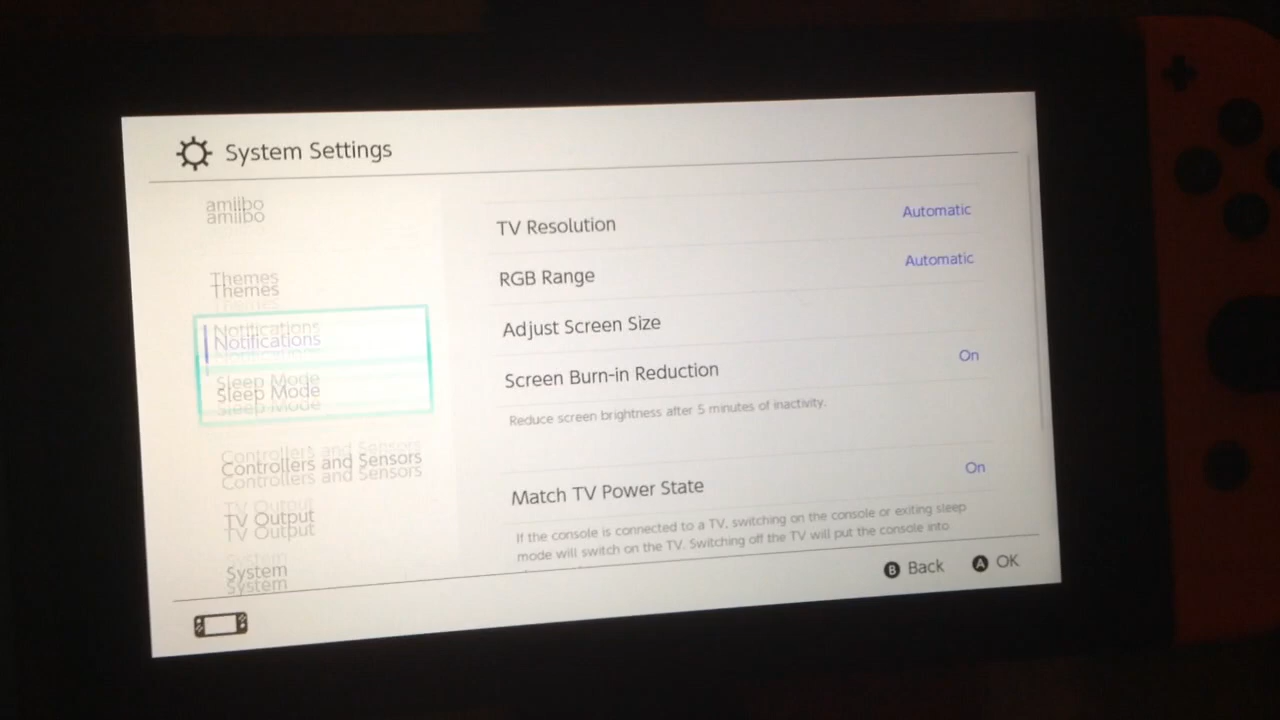 System Settings
amiibo
Themes
Notifications
Sleep Mode
Controllers and Sensors
TV Output
System
TV Resolution
Automatic
RGB Range
Automatic
Adjust Screen Size
Screen Burn-in Reduction
On
Reduce screen brightness after 5 minutes of inactivity.
Match TV Power State
On
If the console is connected to a TV, switching on the console or exiting sleep
mode will switch on the TV. Switching off the TV will put the console into
B Back
A OK